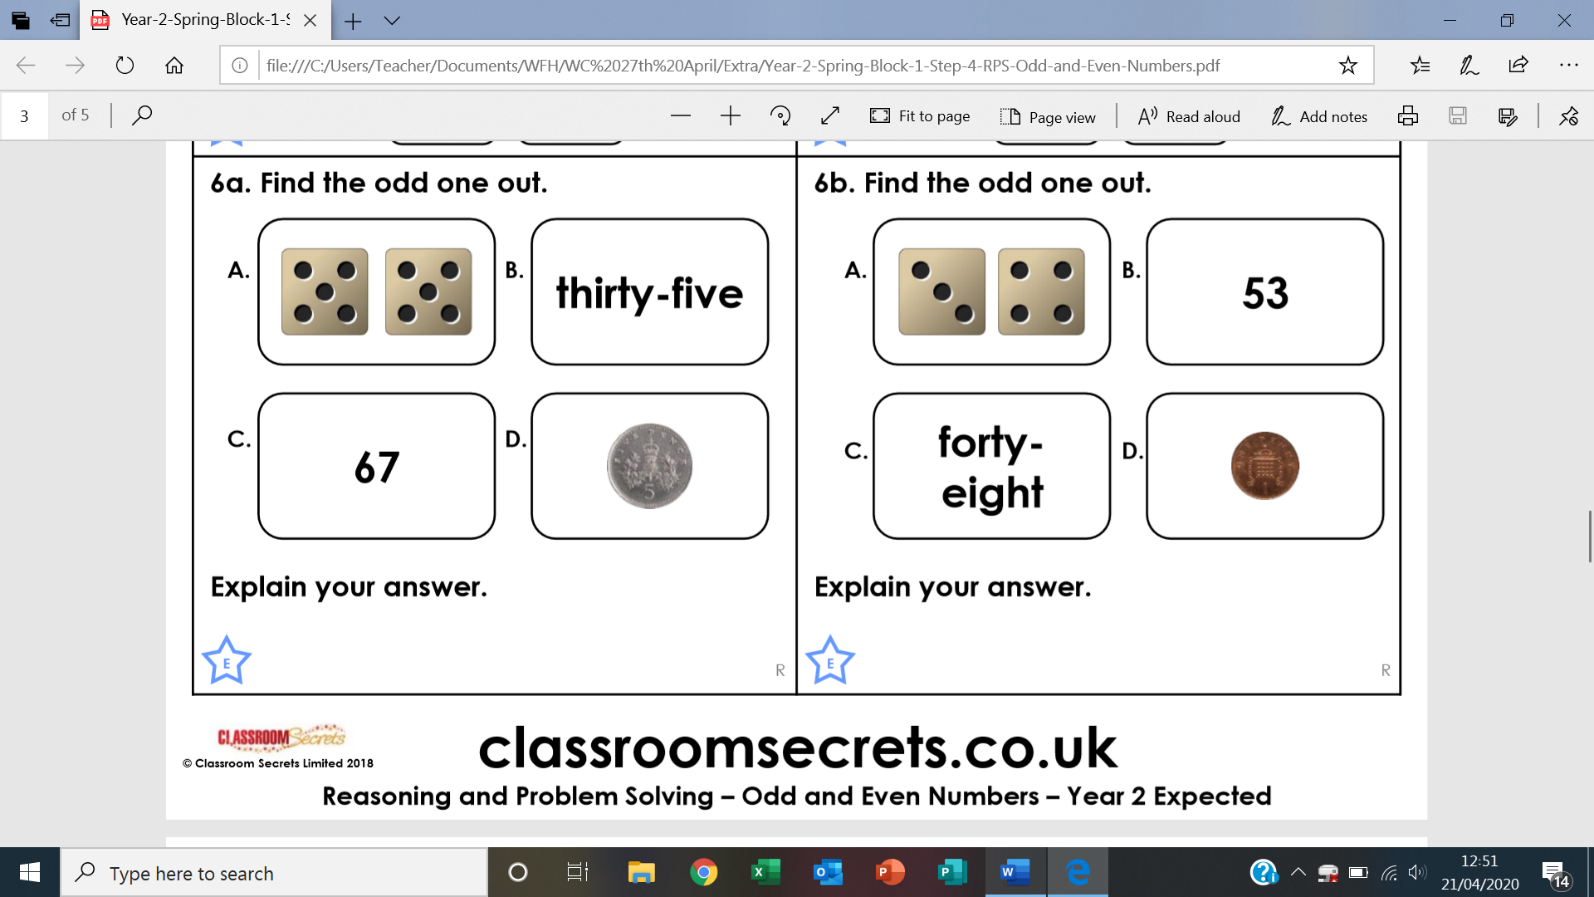 Year-2-Spring-Block-1-S
file:///C:/Users/Teacher/Documents/WFH/WC%2027th%20April/Extra/Year-2-Spring-Block-1-Step-4-RPS-Odd-and-Even-Numbers.pdf
3 of 5
Fit to page
Page view
Read aloud
Add notes
6a. Find the odd one out.
A.
B. thirty-five
C. 67
D. 5
Explain your answer.
E
R
6b. Find the odd one out.
A.
B. 53
C. forty-
eight
D.
Explain your answer.
E
R
CLASSROOM Secrets
© Classroom Secrets Limited 2018
classroomsecrets.co.uk
Reasoning and Problem Solving – Odd and Even Numbers – Year 2 Expected
Type here to search
12:51
21/04/2020
14